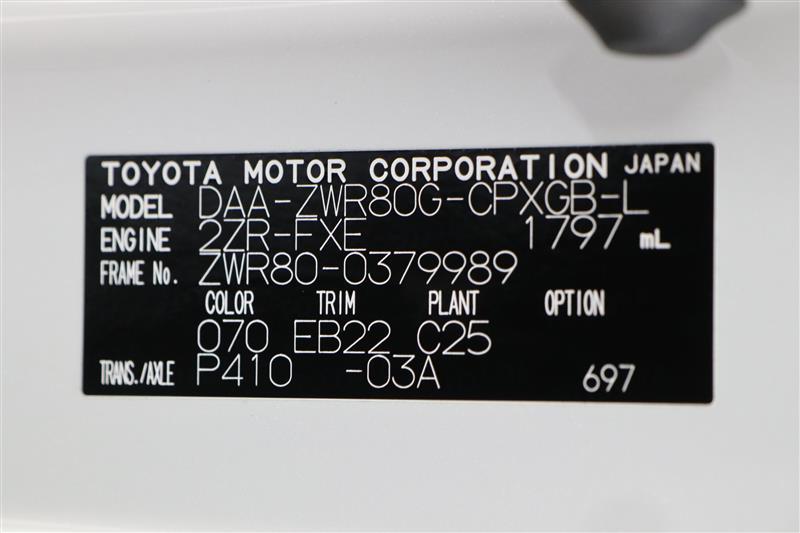 TOYOTA MOTOR CORPORATION JAPAN
MODEL DAA-ZWR80G-CPXGB-L
ENGINE 2ZR-FXE 1797 mL
FRAME No. ZWR80-0379989
COLOR TRIM PLANT OPTION
070 EB22 C25
TRANS./AXLE P410 -03A 697